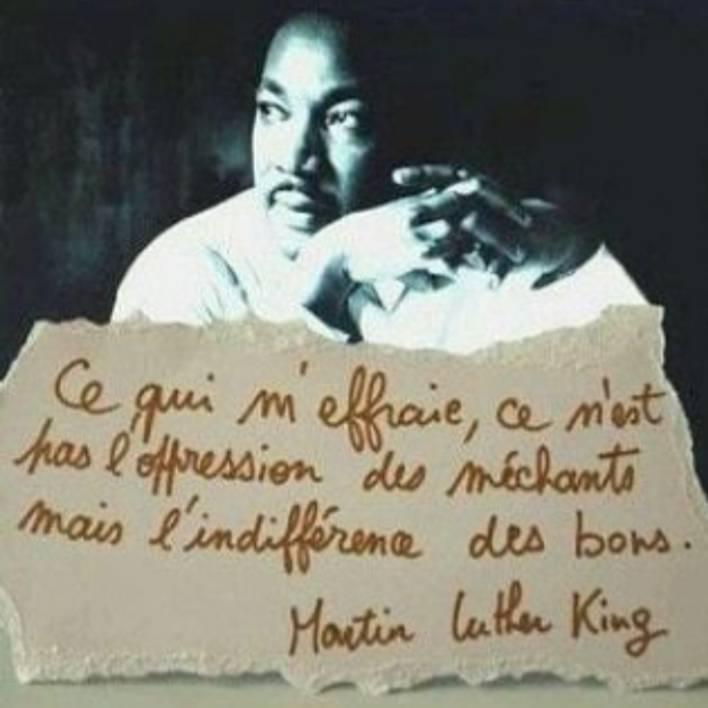 Ce qui m'effraie, ce n'est
pas l'oppression des méchants
mais l'indifférence des bons.
Martin Luther King